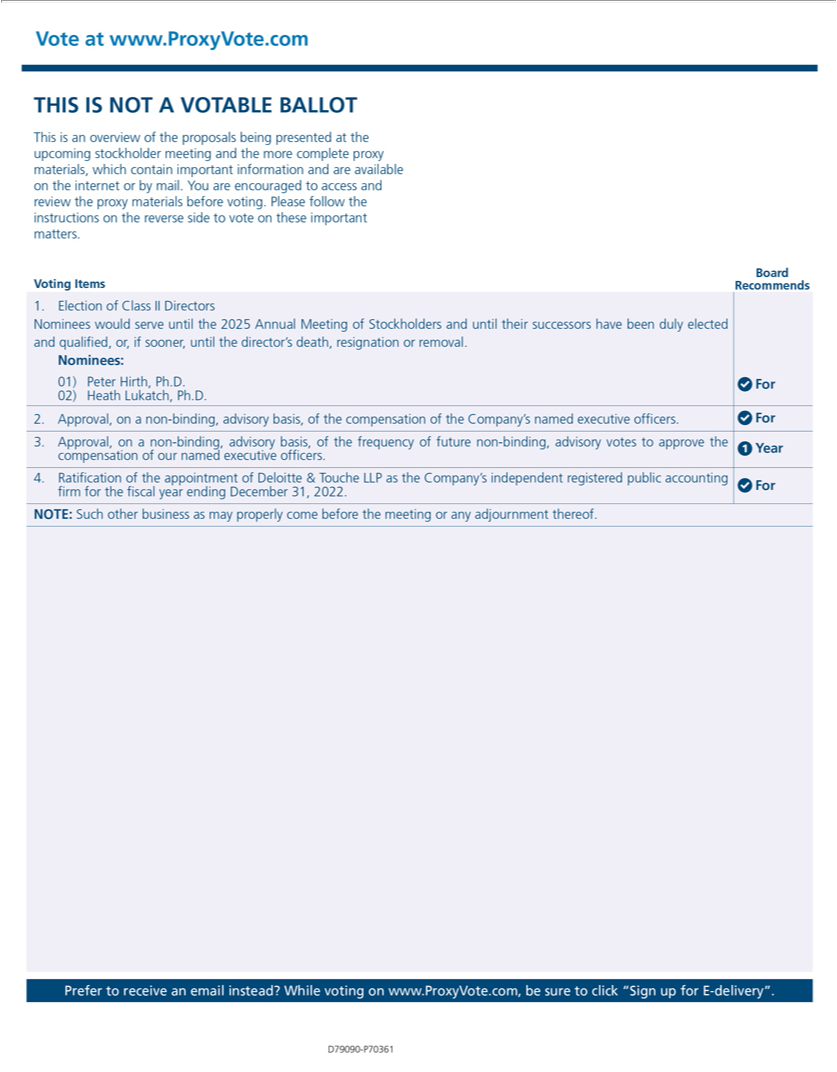 Vote at www.ProxyVote.com
THIS IS NOT A VOTABLE BALLOT
This is an overview of the proposals being presented at the
upcoming stockholder meeting and the more complete proxy
materials, which contain important information and are available
on the internet or by mail. You are encouraged to access and
review the proxy materials before voting. Please follow the
instructions on the reverse side to vote on these important
matters.
Voting Items
Board
Recommends
1. Election of Class II Directors
Nominees would serve until the 2025 Annual Meeting of Stockholders and until their successors have been duly elected
and qualified, or, if sooner, until the director’s death, resignation or removal.
Nominees:
01) Peter Hirth, Ph.D.
02) Heath Lukatch, Ph.D.
For
2. Approval, on a non-binding, advisory basis, of the compensation of the Company’s named executive officers.
For
3. Approval, on a non-binding, advisory basis, of the frequency of future non-binding, advisory votes to approve the
compensation of our named executive officers.
1 Year
4. Ratification of the appointment of Deloitte & Touche LLP as the Company’s independent registered public accounting
firm for the fiscal year ending December 31, 2022.
For
NOTE: Such other business as may properly come before the meeting or any adjournment thereof.
Prefer to receive an email instead? While voting on www.ProxyVote.com, be sure to click “Sign up for E-delivery”.
D79090-P70361